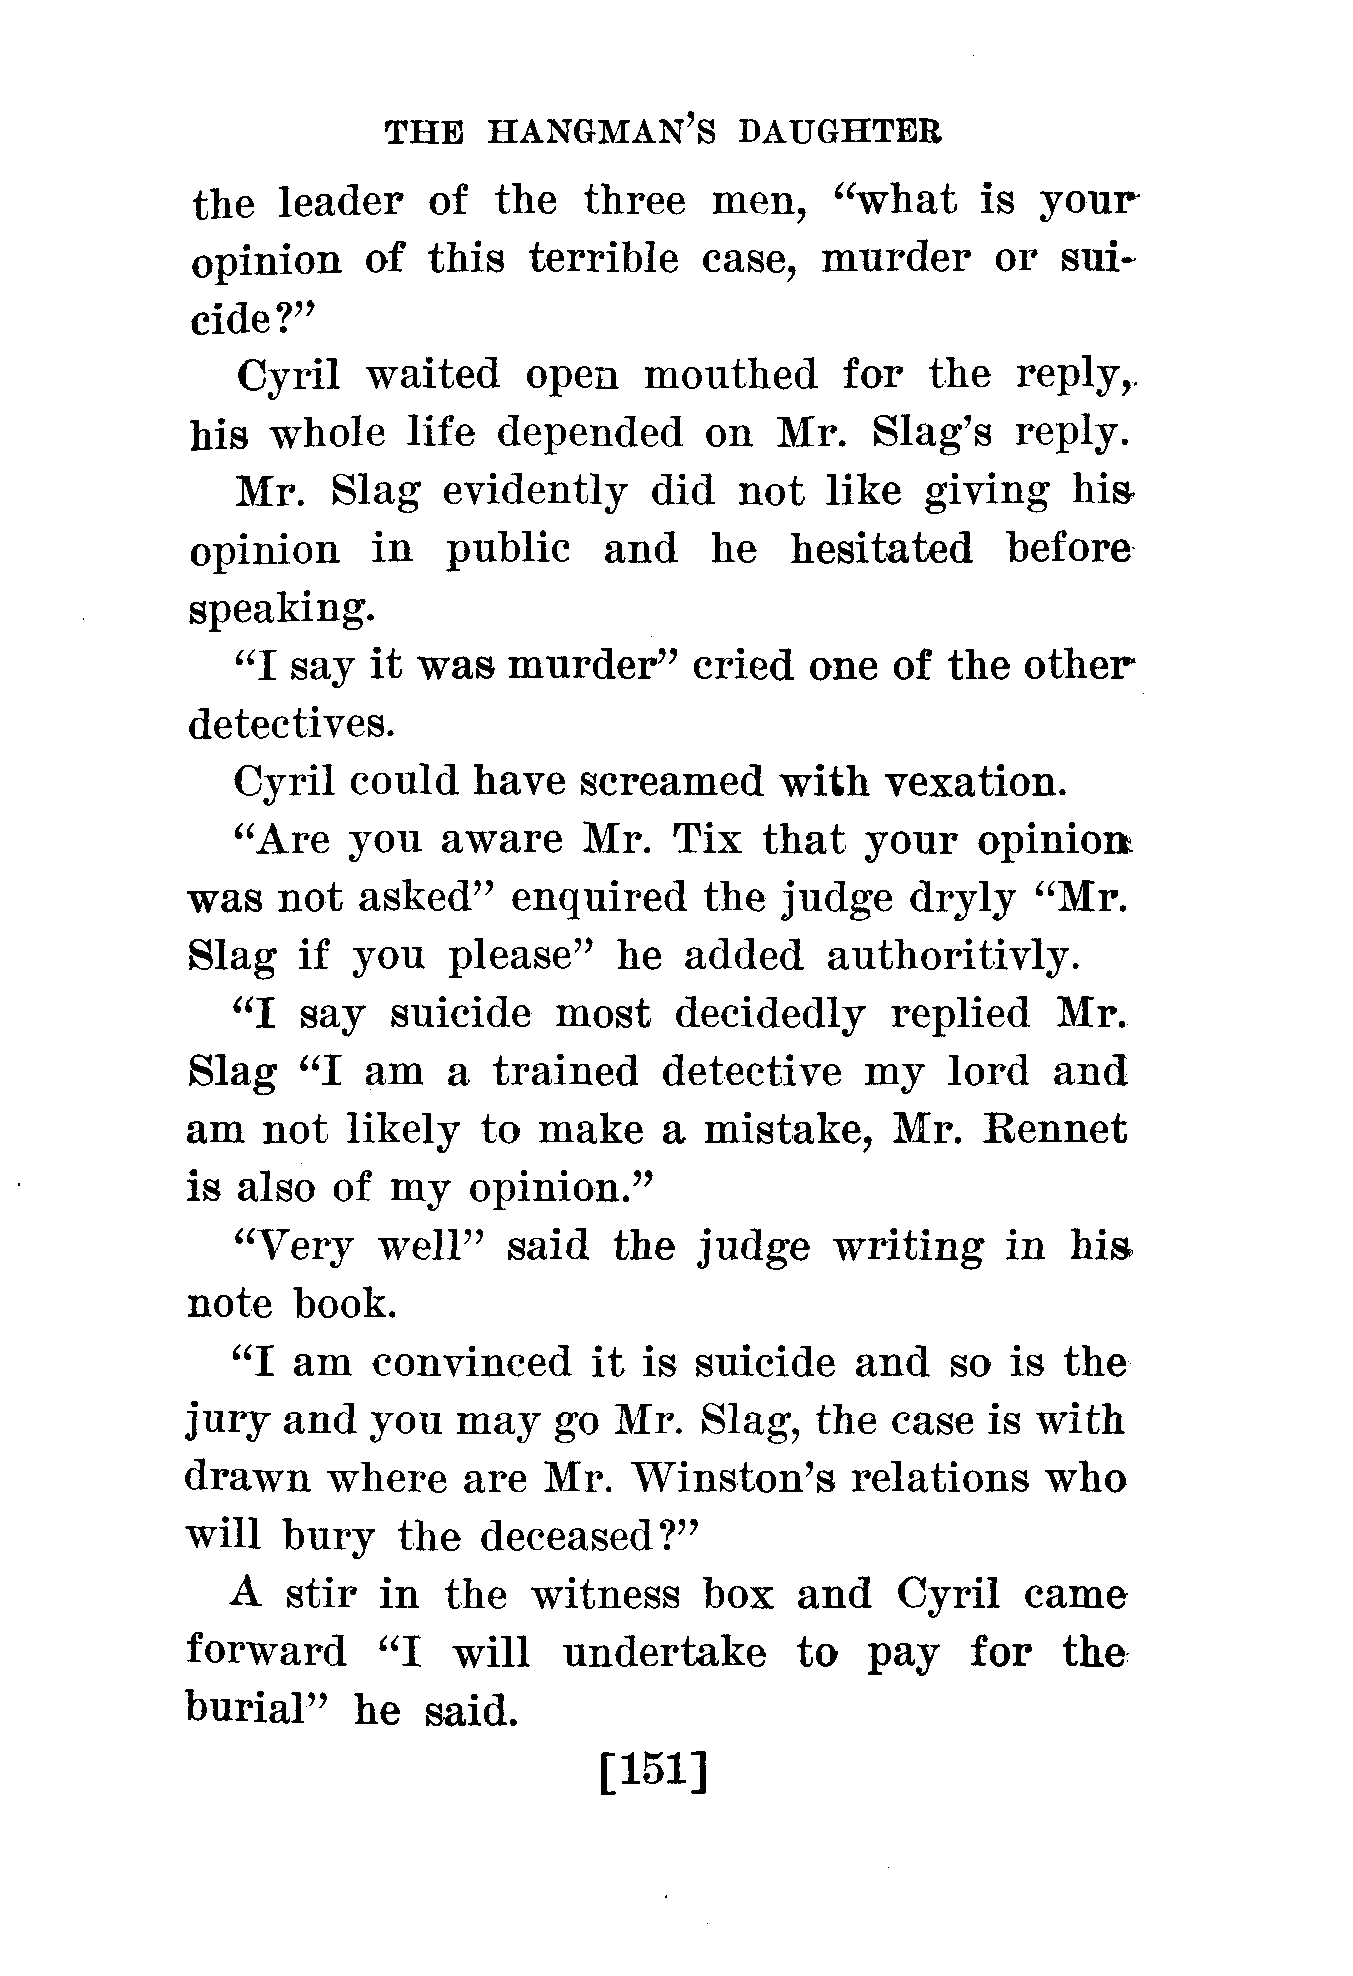 THE HANGMAN'S DAUGHTER
the leader of the three men, “what is your
opinion of this terrible case, murder or sui-
cide?”
Cyril waited open mouthed for the reply,
his whole life depended on Mr. Slag's reply.
Mr. Slag evidently did not like giving his
opinion in public and he hesitated before
speaking.
“I say it was murder” cried one of the other
detectives.
Cyril could have screamed with vexation.
“Are you aware Mr. Tix that your opinion
was not asked” enquired the judge dryly “Mr.
Slag if you please” he added authoritivly.
“I say suicide most decidedly replied Mr.
Slag “I am a trained detective my lord and
am not likely to make a mistake, Mr. Rennet
is also of my opinion.”
“Very well” said the judge writing in his
note book.
“I am convinced it is suicide and so is the
jury and you may go Mr. Slag, the case is with
drawn where are Mr. Winston's relations who
will bury the deceased?”
A stir in the witness box and Cyril came
forward “I will undertake to pay for the
burial” he said.
[151]